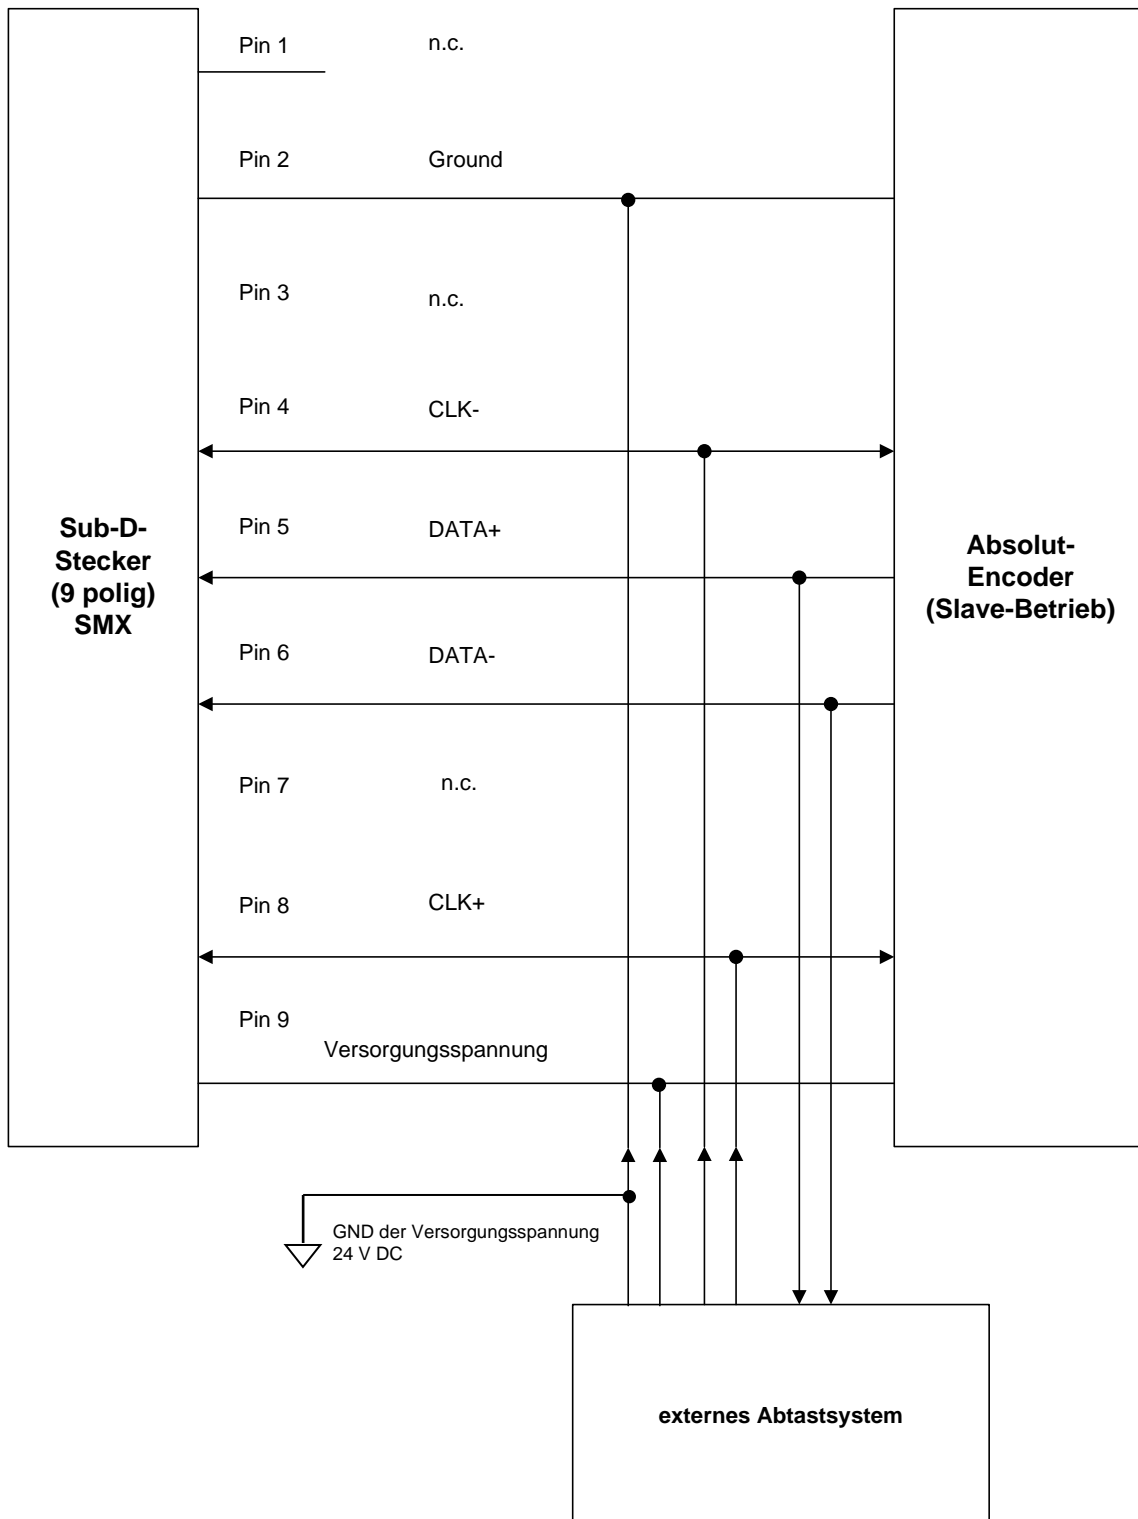 Pin 1
n.c.
Pin 2
Ground
Pin 3
n.c.
Pin 4
CLK-
Sub-D-
Stecker
(9 polig)
SMX
Pin 5
DATA+
Absolut-
Encoder
(Slave-Betrieb)
Pin 6
DATA-
Pin 7
n.c.
Pin 8
CLK+
Pin 9
Versorgungsspannung
GND der Versorgungsspannung
24 V DC
externes Abtastsystem